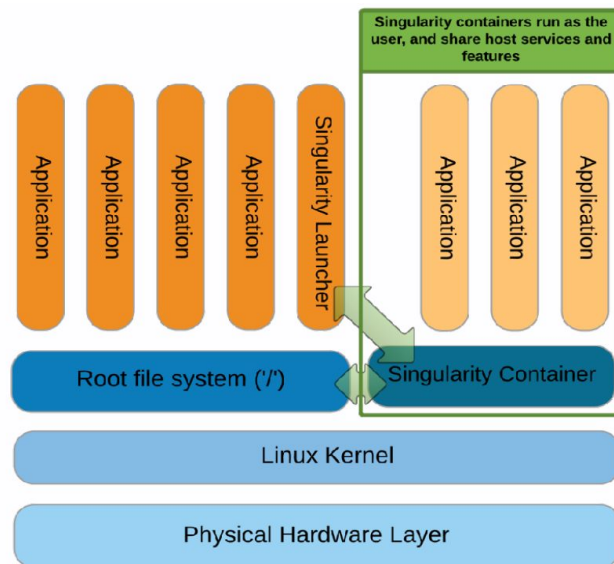 Singularity containers run as the
user, and share host services and
features
Application
Application
Application
Application
Singularity Launcher
Application
Application
Application
Root file system ('/')
Singularity Container
Linux Kernel
Physical Hardware Layer